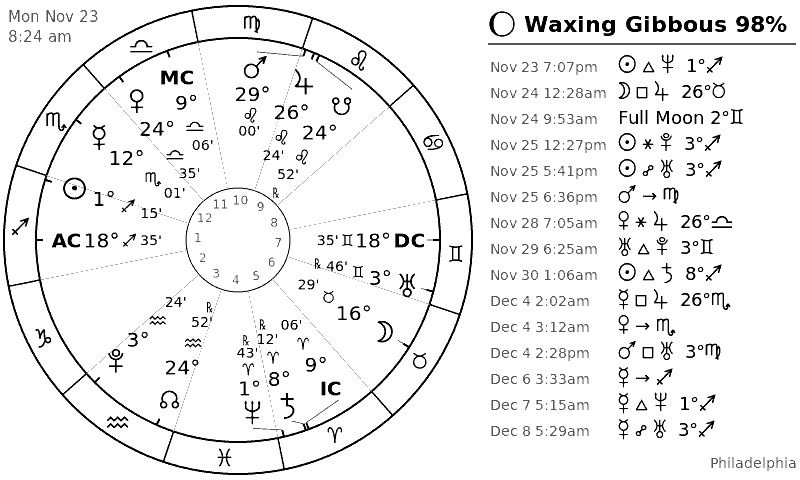 Mon Nov 23
8:24 am
♍
♎
♌
♏
♋
♐
♊
♑
♉
♒
♓
♈
MC 9° ♎ 06'
♂ 29° ♌ 00'
♃ 26° ♌ 24'
☋ 24° ♌ 52' ℞
♀ 24° ♎ 35'
☿ 12° ♏ 01'
☉ 1° ♐ 15'
AC 18° ♐ 35'
35' ♊ 18° DC
℞ 46' ♊ 3° ♅
29' ♉ 16° ☽
24' ♒ 3° ♇
℞ 52' ♒ 24° ☊
℞ 43' ♈ 1° ♆
℞ 12' ♈ 8° ♄
06' ♈ 9° IC
1
2
3
4
5
6
7
8
9
10
11
12
Waxing Gibbous 98%
Nov 23 7:07pm ☉ △ ♆ 1°♐
Nov 24 12:28am ☽ □ ♃ 26°♉
Nov 24 9:53am Full Moon 2°♊
Nov 25 12:27pm ☉ ⚹ ♇ 3°♐
Nov 25 5:41pm ☉ ☍ ♅ 3°♐
Nov 25 6:36pm ♂ → ♍
Nov 28 7:05am ♀ ⚹ ♃ 26°♎
Nov 29 6:25am ♅ △ ♇ 3°♊
Nov 30 1:06am ☉ △ ♄ 8°♐
Dec 4 2:02am ☿ □ ♃ 26°♏
Dec 4 3:12am ♀ → ♏
Dec 4 2:28pm ♂ □ ♅ 3°♍
Dec 6 3:33am ☿ → ♐
Dec 7 5:15am ☿ △ ♆ 1°♐
Dec 8 5:29am ☿ ☍ ♅ 3°♐
Philadelphia